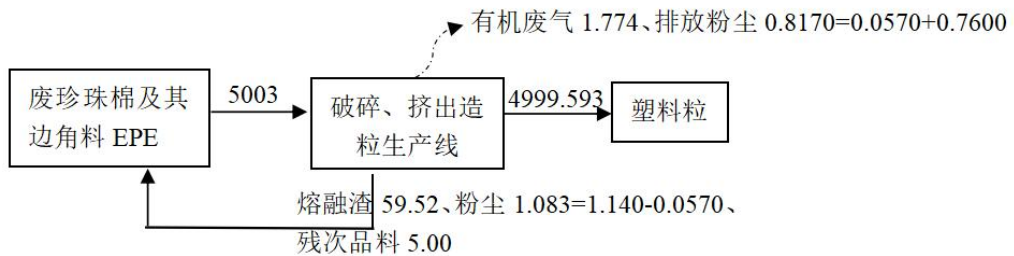 有机废气 1.774、排放粉尘 0.8170=0.0570+0.7600
废珍珠棉及其
边角料 EPE
5003
破碎、挤出造
粒生产线
4999.593
塑料粒
熔融渣 59.52、粉尘 1.083=1.140-0.0570、
残次品料 5.00